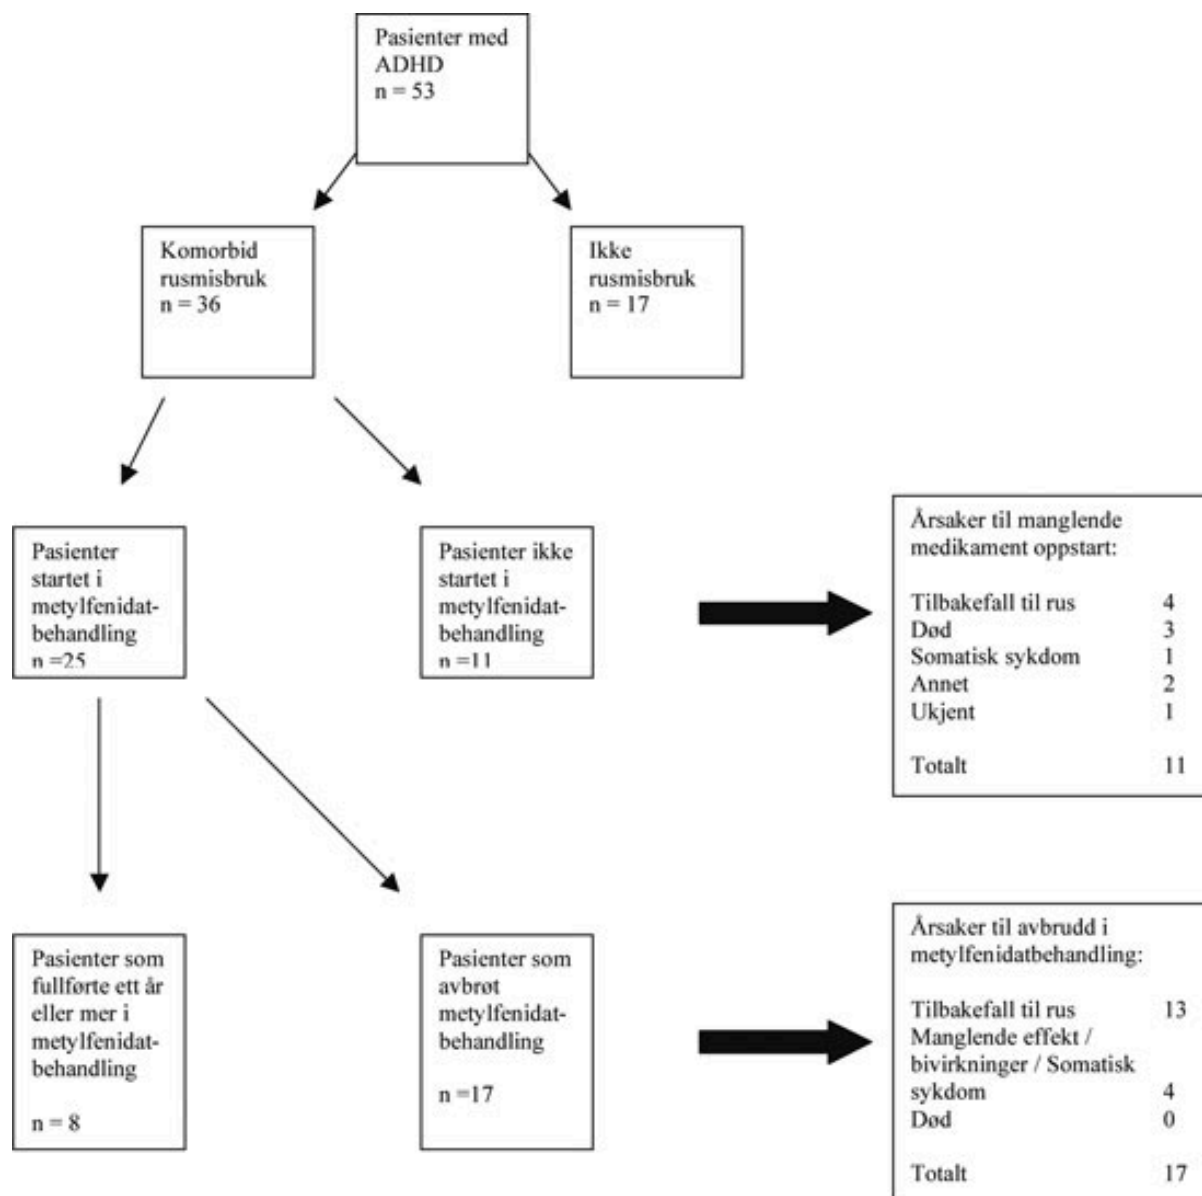 Pasienter med
ADHD
n = 53
Komorbid
rusmisbruk
n = 36
Ikke
rusmisbruk
n = 17
Pasienter
startet i
metylfenidat-
behandling
n =25
Pasienter ikke
startet i
metylfenidat-
behandling
n =11
Årsaker til manglende
medikament oppstart:
Tilbakefall til rus 4
Død 3
Somatisk sykdom 1
Annet 2
Ukjent 1
Totalt 11
Pasienter som
fullførte ett år
eller mer i
metylfenidat-
behandling
n = 8
Pasienter som
avbrøt
metylfenidat-
behandling
n =17
Årsaker til avbrudd i
metylfenidatbehandling:
Tilbakefall til rus 13
Manglende effekt /
bivirkninger / Somatisk
sykdom 4
Død 0
Totalt 17